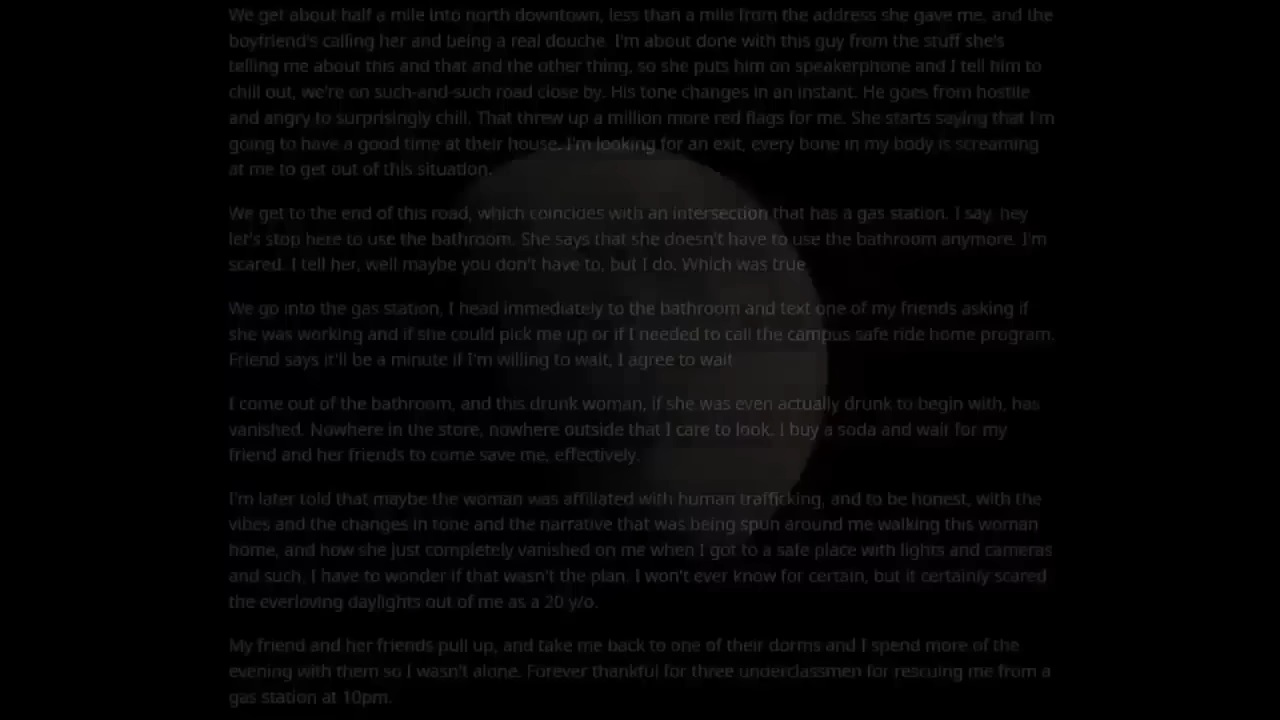 We get about half a mile into north downtown, less than a mile from the address she gave me, and the
boyfriend's calling her and being a real douche. I'm about done with this guy from the stuff she's
telling me about this and that and the other thing, so she puts him on speakerphone and I tell him to
chill out, we're on such-and-such road close by. His tone changes in an instant. He goes from hostile
and angry to surprisingly chill. That threw up a million more red flags for me. She starts saying that I'm
going to have a good time at their house. I'm looking for an exit, every bone in my body is screaming
at me to get out of this situation.
We get to the end of this road, which coincides with an intersection that has a gas station. I say, hey
let's stop here to use the bathroom. She says that she doesn't have to use the bathroom anymore. I'm
scared. I tell her, well maybe you don't have to, but I do. Which was true.
We go into the gas station, I head immediately to the bathroom and text one of my friends asking if
she was working and if she could pick me up or if I needed to call the campus safe ride home program.
Friend says it'll be a minute if I'm willing to wait, I agree to wait.
I come out of the bathroom, and this drunk woman, if she was even actually drunk to begin with, has
vanished. Nowhere in the store, nowhere outside that I care to look. I buy a soda and wait for my
friend and her friends to come save me, effectively.
I'm later told that maybe the woman was affiliated with human trafficking, and to be honest, with the
vibes and the changes in tone and the narrative that was being spun around me walking this woman
home, and how she just completely vanished on me when I got to a safe place with lights and cameras
and such, I have to wonder if that wasn't the plan. I won't ever know for certain, but it certainly scared
the everloving daylights out of me as a 20 y/o.
My friend and her friends pull up, and take me back to one of their dorms and I spend more of the
evening with them so I wasn't alone. Forever thankful for three underclassmen for rescuing me from a
gas station at 10pm.